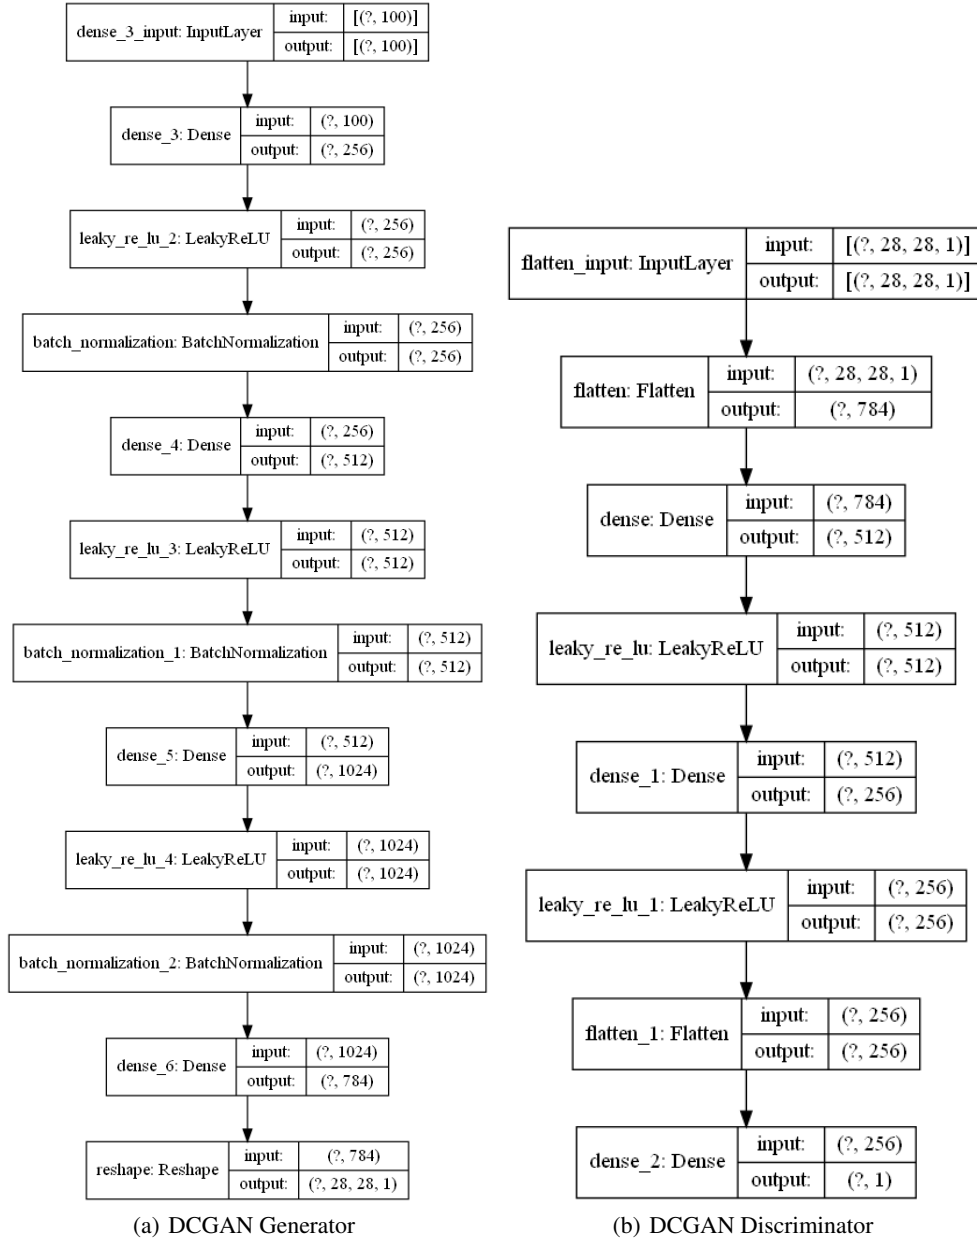 dense_3_input: InputLayer
input: [(?, 100)]
output: [(?, 100)]
dense_3: Dense
input: (?, 100)
output: (?, 256)
leaky_re_lu_2: LeakyReLU
input: (?, 256)
output: (?, 256)
batch_normalization: BatchNormalization
input: (?, 256)
output: (?, 256)
dense_4: Dense
input: (?, 256)
output: (?, 512)
leaky_re_lu_3: LeakyReLU
input: (?, 512)
output: (?, 512)
batch_normalization_1: BatchNormalization
input: (?, 512)
output: (?, 512)
dense_5: Dense
input: (?, 512)
output: (?, 1024)
leaky_re_lu_4: LeakyReLU
input: (?, 1024)
output: (?, 1024)
batch_normalization_2: BatchNormalization
input: (?, 1024)
output: (?, 1024)
dense_6: Dense
input: (?, 1024)
output: (?, 784)
reshape: Reshape
input: (?, 784)
output: (?, 28, 28, 1)
(a) DCGAN Generator
flatten_input: InputLayer
input: [(?, 28, 28, 1)]
output: [(?, 28, 28, 1)]
flatten: Flatten
input: (?, 28, 28, 1)
output: (?, 784)
dense: Dense
input: (?, 784)
output: (?, 512)
leaky_re_lu: LeakyReLU
input: (?, 512)
output: (?, 512)
dense_1: Dense
input: (?, 512)
output: (?, 256)
leaky_re_lu_1: LeakyReLU
input: (?, 256)
output: (?, 256)
flatten_1: Flatten
input: (?, 256)
output: (?, 256)
dense_2: Dense
input: (?, 256)
output: (?, 1)
(b) DCGAN Discriminator